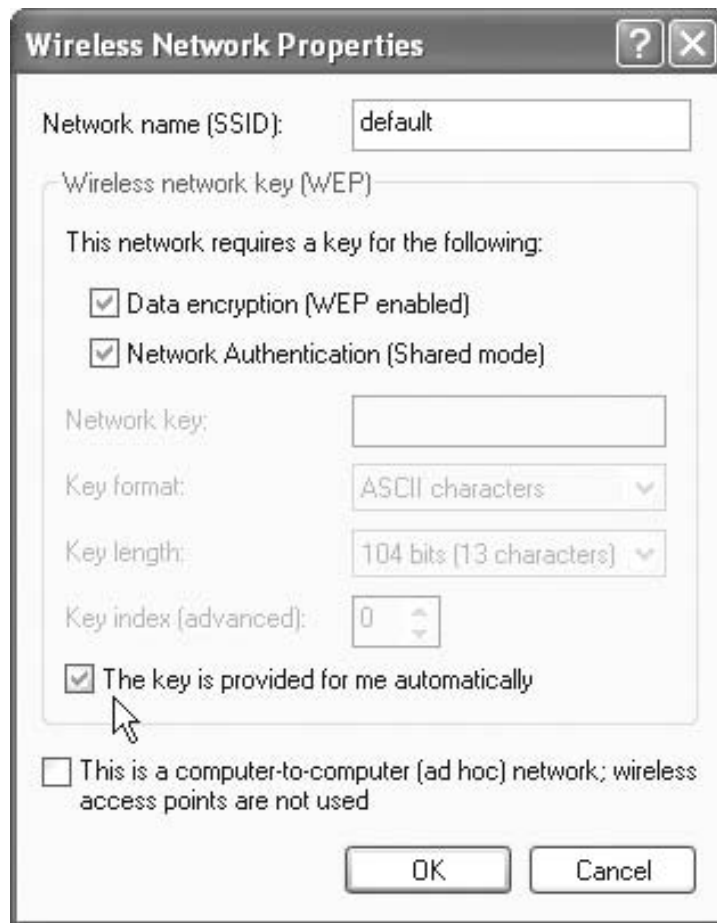 Wireless Network Properties
Network name (SSID): default
Wireless network key (WEP)
This network requires a key for the following:
Data encryption (WEP enabled)
Network Authentication (Shared mode)
Network key:
Key format: ASCII characters
Key length: 104 bits (13 characters)
Key index (advanced): 0
The key is provided for me automatically
This is a computer-to-computer (ad hoc) network; wireless
access points are not used
OK Cancel